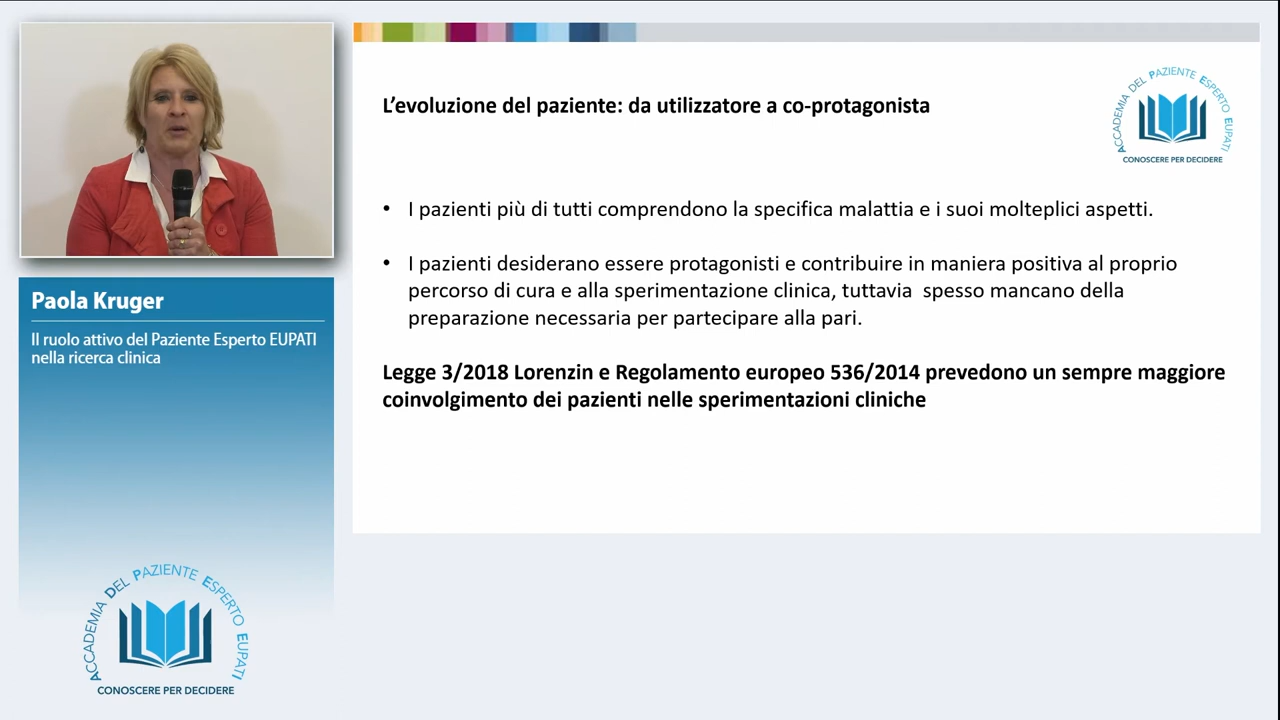 Paola Kruger
Il ruolo attivo del Paziente Esperto EUPATI
nella ricerca clinica
ACCADEMIA DEL PAZIENTE ESPERTO EUPATI
CONOSCERE PER DECIDERE
L'evoluzione del paziente: da utilizzatore a co-protagonista
ACCADEMIA DEL PAZIENTE ESPERTO EUPATI
CONOSCERE PER DECIDERE
• I pazienti più di tutti comprendono la specifica malattia e i suoi molteplici aspetti.
• I pazienti desiderano essere protagonisti e contribuire in maniera positiva al proprio
percorso di cura e alla sperimentazione clinica, tuttavia spesso mancano della
preparazione necessaria per partecipare alla pari.
Legge 3/2018 Lorenzin e Regolamento europeo 536/2014 prevedono un sempre maggiore
coinvolgimento dei pazienti nelle sperimentazioni cliniche